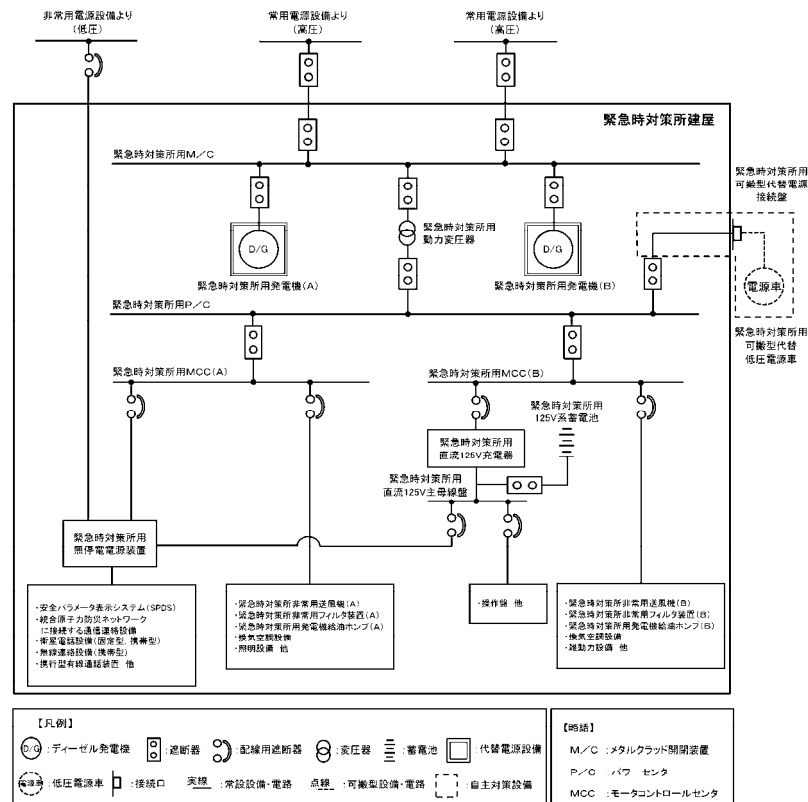 非常用電源設備より
(低圧)
常用電源設備より
(高圧)
常用電源設備より
(高圧)
緊急時対策所建屋
緊急時対策所用M/C
緊急時対策所用
可搬型代替電源
接続盤
D/G
緊急時対策所用
動力変圧器
D/G
緊急時対策所用発電機(A)
緊急時対策所用発電機(B)
電源車
緊急時対策所用P/C
緊急時対策所用
可搬型代替
低圧電源車
緊急時対策所用MCC(A)
緊急時対策所用MCC(B)
緊急時対策所用
125V系蓄電池
緊急時対策所用
直流125V充電器
緊急時対策所用
直流125V主母線盤
緊急時対策所用
無停電電源装置
・安全パラメータ表示システム(SPDS)
・統合原子力防災ネットワーク
に接続する通信連絡設備
・衛星電話設備(固定型,携帯型)
・無線連絡設備(携帯型)
・携行型有線通話装置 他
・緊急時対策所非常用送風機(A)
・緊急時対策所非常用フィルタ装置(A)
・緊急時対策所用発電機給油ポンプ(A)
・換気空調設備
・照明設備 他
・操作盤 他
・緊急時対策所非常用送風機(B)
・緊急時対策所非常用フィルタ装置(B)
・緊急時対策所用発電機給油ポンプ(B)
・換気空調設備
・雑動力設備 他
【凡例】
D/G :ディーゼル発電機 :遮断器 :配線用遮断器 :変圧器 :蓄電池 :代替電源設備
電源車 :低圧電源車 :接続口 実線 :常設設備・電路 点線 :可搬型設備・電路 :自主対策設備
【略語】
M/C :メタルクラッド開閉装置
P/C :パワーセンタ
MCC :モータコントロールセンタ